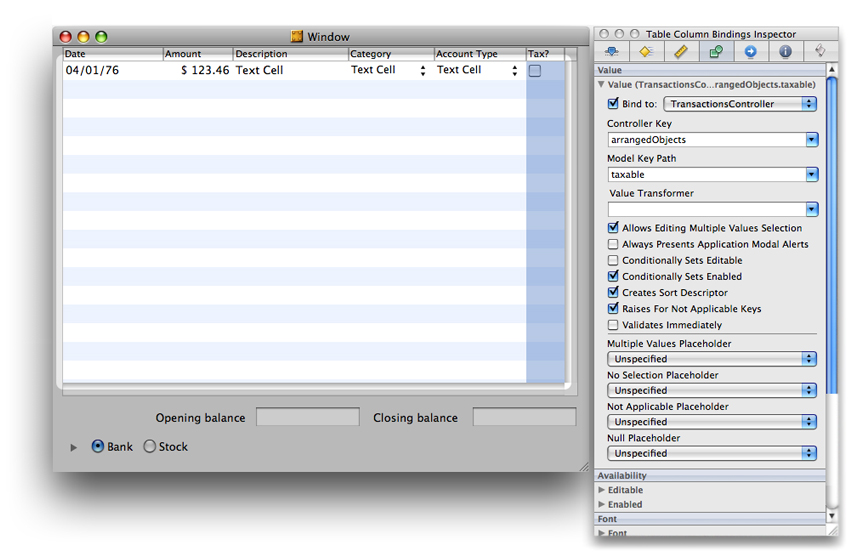 Window
Date Amount Description Category Account Type Tax?
04/01/76 $ 123.46 Text Cell Text Cell Text Cell
Opening balance Closing balance
Bank Stock
Table Column Bindings Inspector
Value
Value (TransactionsCo...rangedObjects.taxable)
Bind to: TransactionsController
Controller Key
arrangedObjects
Model Key Path
taxable
Value Transformer
Allows Editing Multiple Values Selection
Always Presents Application Modal Alerts
Conditionally Sets Editable
Conditionally Sets Enabled
Creates Sort Descriptor
Raises For Not Applicable Keys
Validates Immediately
Multiple Values Placeholder
Unspecified
No Selection Placeholder
Unspecified
Not Applicable Placeholder
Unspecified
Null Placeholder
Unspecified
Availability
Editable
Enabled
Font
Font